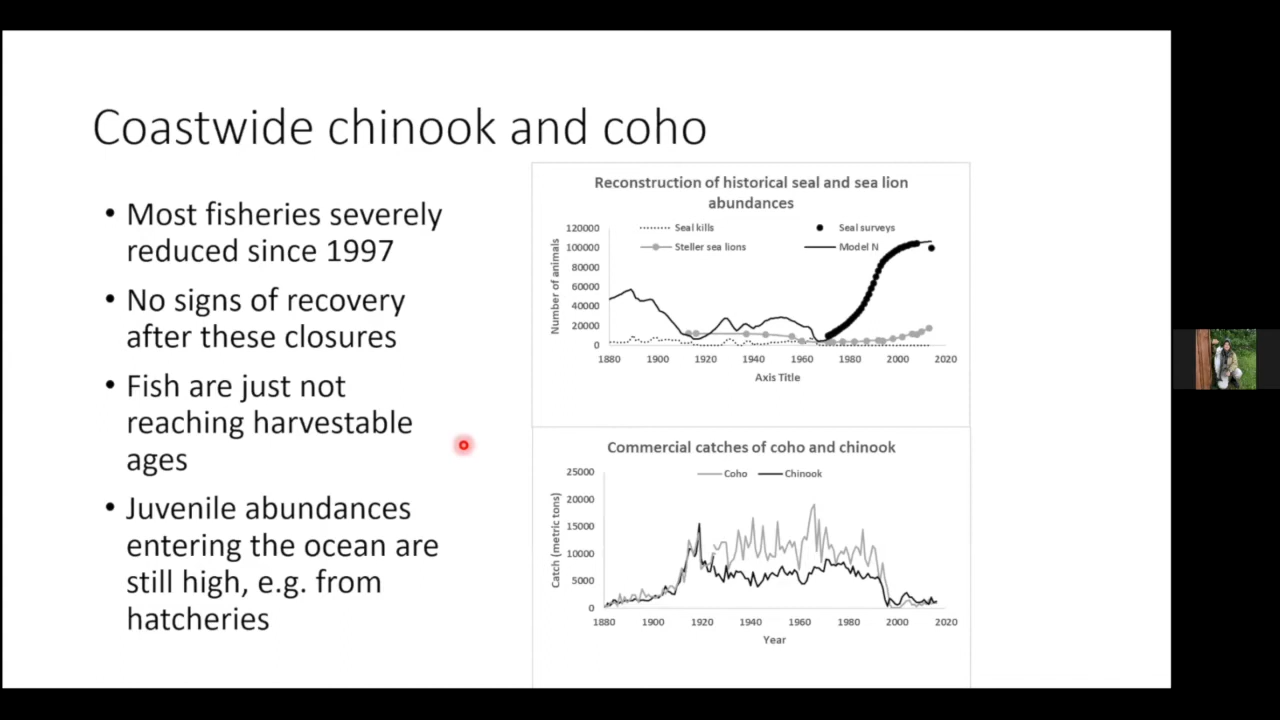 Coastwide chinook and coho
• Most fisheries severely
reduced since 1997
• No signs of recovery
after these closures
• Fish are just not
reaching harvestable
ages
• Juvenile abundances
entering the ocean are
still high, e.g. from
hatcheries
Reconstruction of historical seal and sea lion
abundances
Seal kills
Seal surveys
Steller sea lions
Model N
Number of animals
120000
100000
80000
60000
40000
20000
0
1880 1900 1920 1940 1960 1980 2000 2020
Axis Title
Commercial catches of coho and chinook
Coho Chinook
Catch (metric tons)
25000
20000
15000
10000
5000
0
1880 1900 1920 1940 1960 1980 2000 2020
Year